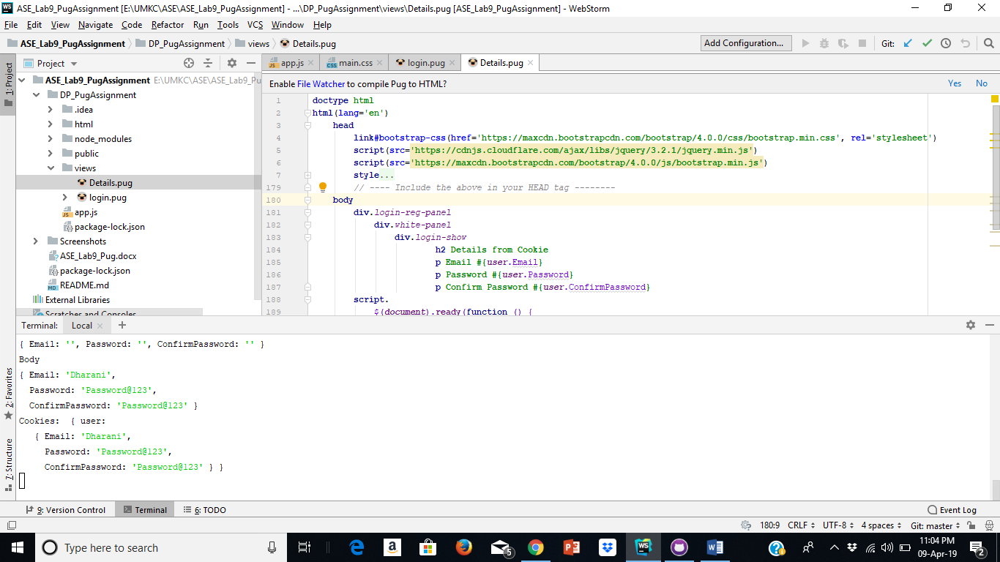 ASE_Lab9_PugAssignment [E:\UMKC\ASE\ASE_Lab9_PugAssignment] - ...\DP_PugAssignment\views\Details.pug [ASE_Lab9_PugAssignment] - WebStorm
File Edit View Navigate Code Refactor Run Tools VCS Window Help
ASE_Lab9_PugAssignment DP_PugAssignment views Details.pug Add Configuration... Git:
1: Project
Project
app.js main.css login.pug Details.pug
ASE_Lab9_PugAssignment E:\UMKC\ASE\ASE_Lab9_Pu
DP_PugAssignment
.idea
html
node_modules
public
views
Details.pug
login.pug
app.js
package-lock.json
Screenshots
ASE_Lab9_Pug.docx
package-lock.json
README.md
External Libraries
Scratches and Consoles
Enable File Watcher to compile Pug to HTML? Yes No
1 doctype html
2 html(lang='en')
3 head
4 link#bootstrap-css(href='https://maxcdn.bootstrapcdn.com/bootstrap/4.0.0/css/bootstrap.min.css', rel='stylesheet')
5 script(src='https://cdnjs.cloudflare.com/ajax/libs/jquery/3.2.1/jquery.min.js')
6 script(src='https://maxcdn.bootstrapcdn.com/bootstrap/4.0.0/js/bootstrap.min.js')
7 style...
179 // ---- Include the above in your HEAD tag --------
180 body
181 div.login-reg-panel
182 div.white-panel
183 div.login-show
184 h2 Details from Cookie
185 p Email #{user.Email}
186 p Password #{user.Password}
187 p Confirm Password #{user.ConfirmPassword}
188 script.
189 $(document).ready(function () {
Terminal: Local +
{ Email: '', Password: '', ConfirmPassword: '' }
Body
{ Email: 'Dharani',
Password: 'Password@123',
ConfirmPassword: 'Password@123' }
Cookies: { user:
{ Email: 'Dharani',
Password: 'Password@123',
ConfirmPassword: 'Password@123' } }
2: Favorites
7: Structure
9: Version Control Terminal 6: TODO Event Log
180:9 CRLF UTF-8 4 spaces Git: master
Type here to search
5
11:04 PM
09-Apr-19
2